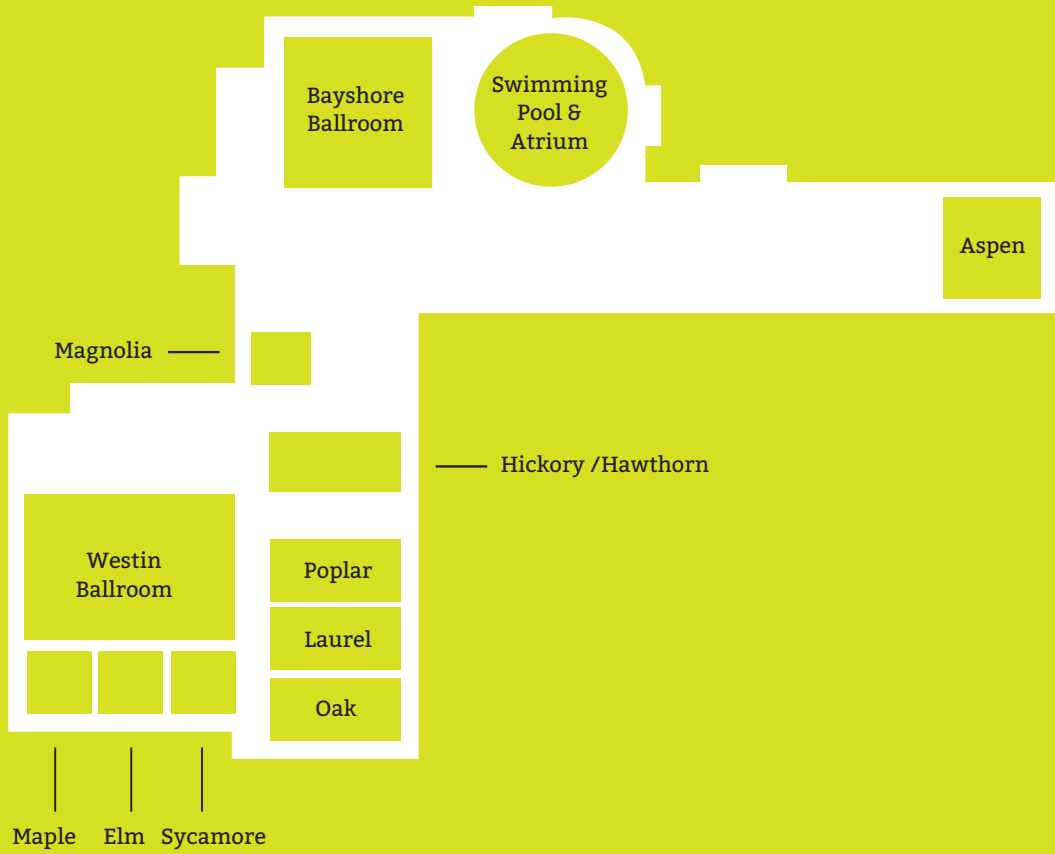 Bayshore
Ballroom
Swimming
Pool &
Atrium
Aspen
Magnolia
Hickory /Hawthorn
Westin
Ballroom
Poplar
Laurel
Oak
Maple
Elm
Sycamore